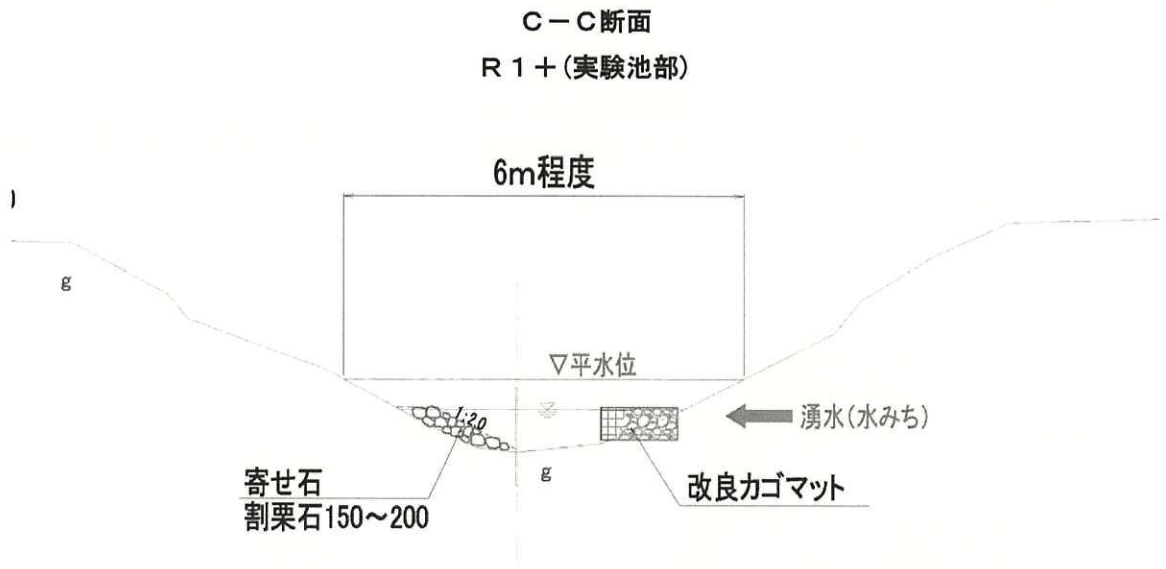 C－C断面
R1＋(実験池部)
6m程度
)
g
▽平水位
1:2.0
湧水(水みち)
g
寄せ石
割栗石150～200
改良カゴマット